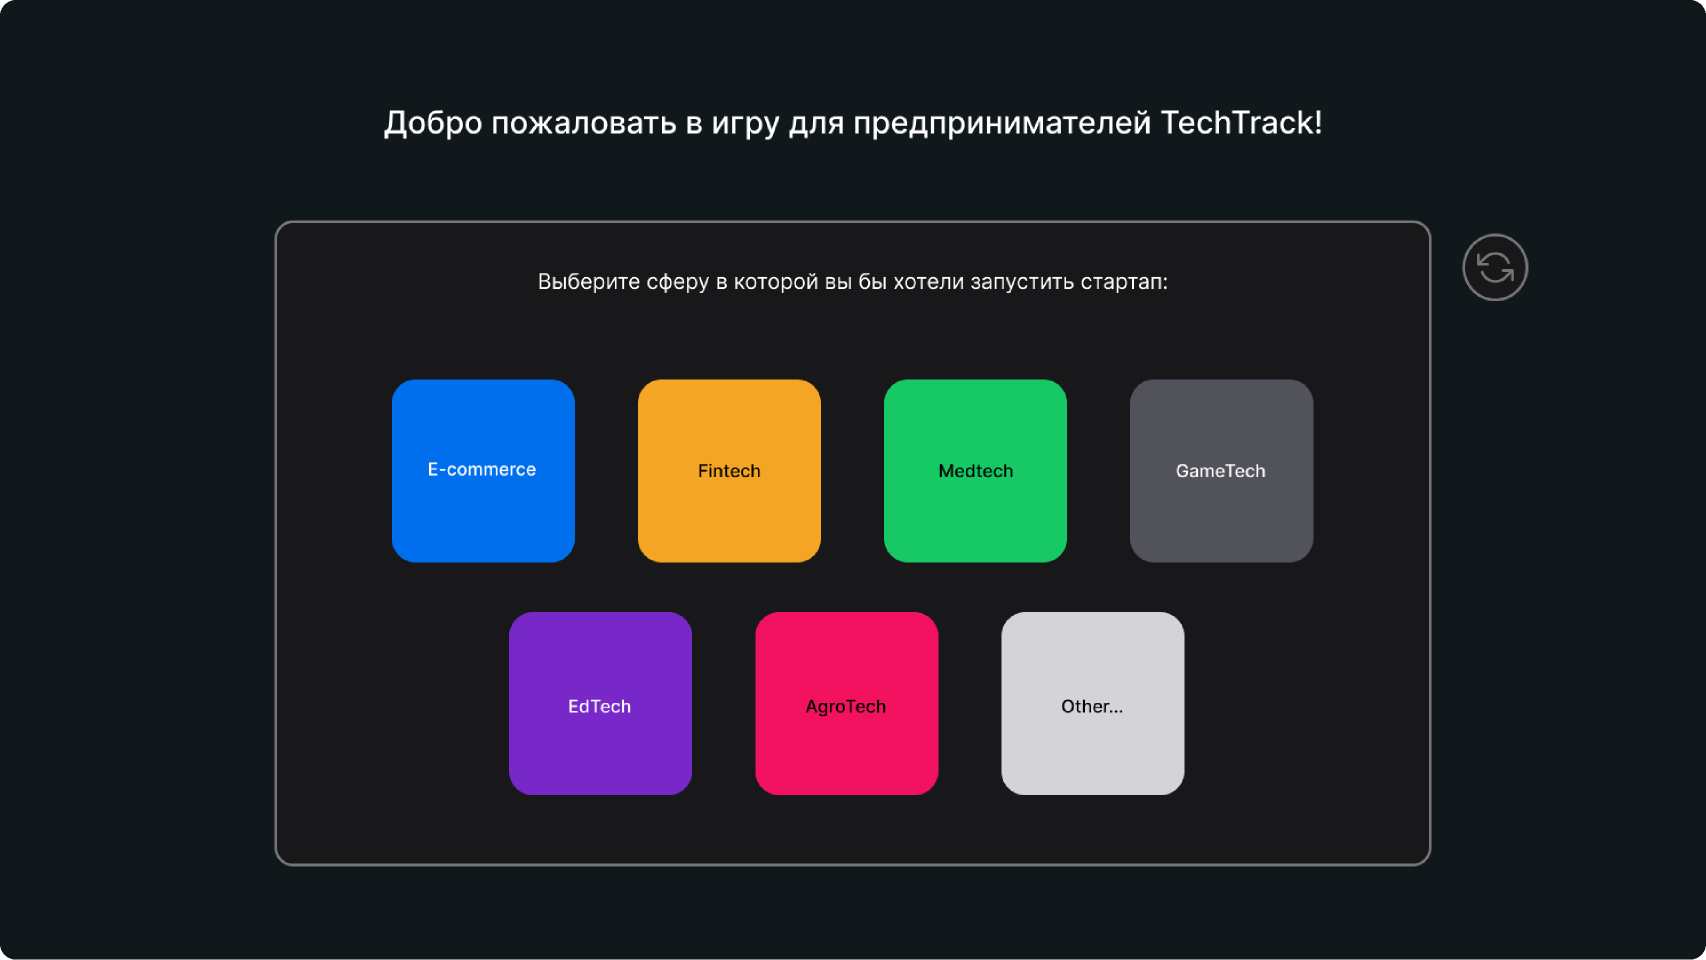 Добро пожаловать в игру для предпринимателей TechTrack!
Выберите сферу в которой вы бы хотели запустить стартап:
E-commerce
Fintech
Medtech
GameTech
EdTech
AgroTech
Other...